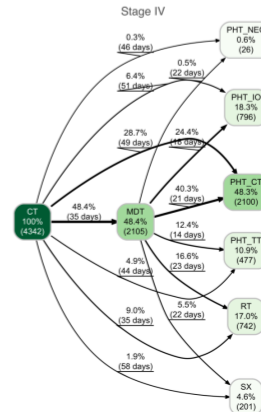 Stage IV
PHT_NEO
0.6%
(26)
0.3%
(46 days)
0.5%
(22 days)
6.4%
(51 days)
PHT_IO
18.3%
(796)
28.7%
(49 days)
24.4%
(18 days)
CT
100%
(4342)
48.4%
(35 days)
MDT
48.4%
(2105)
40.3%
(21 days)
PHT_CT
48.3%
(2100)
12.4%
(14 days)
PHT_TT
10.9%
(477)
4.9%
(44 days)
16.6%
(23 days)
9.0%
(35 days)
5.5%
(22 days)
RT
17.0%
(742)
1.9%
(58 days)
SX
4.6%
(201)